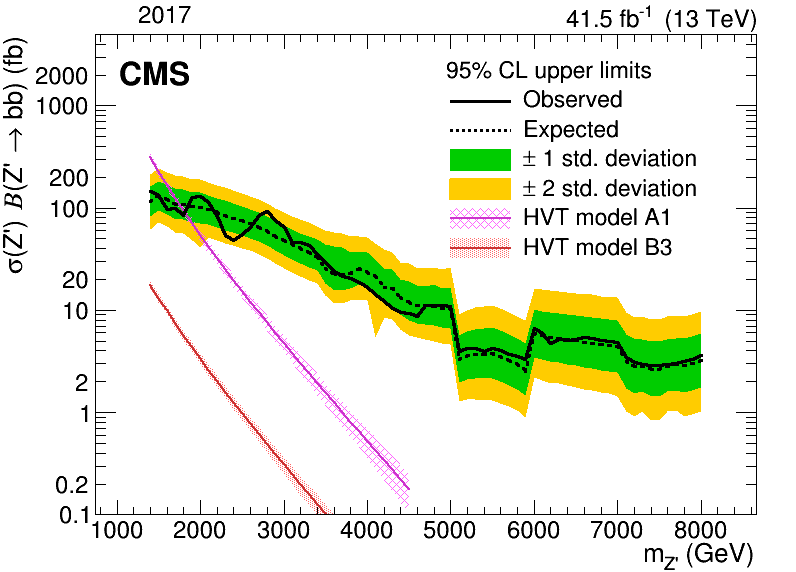 2017
41.5 fb⁻¹ (13 TeV)
σ(Z') B(Z' → bb) (fb)
CMS
95% CL upper limits
Observed
Expected
± 1 std. deviation
± 2 std. deviation
HVT model A1
HVT model B3
2000
1000
200
100
20
10
2
1
0.2
0.1
1000 2000 3000 4000 5000 6000 7000 8000
m_Z' (GeV)